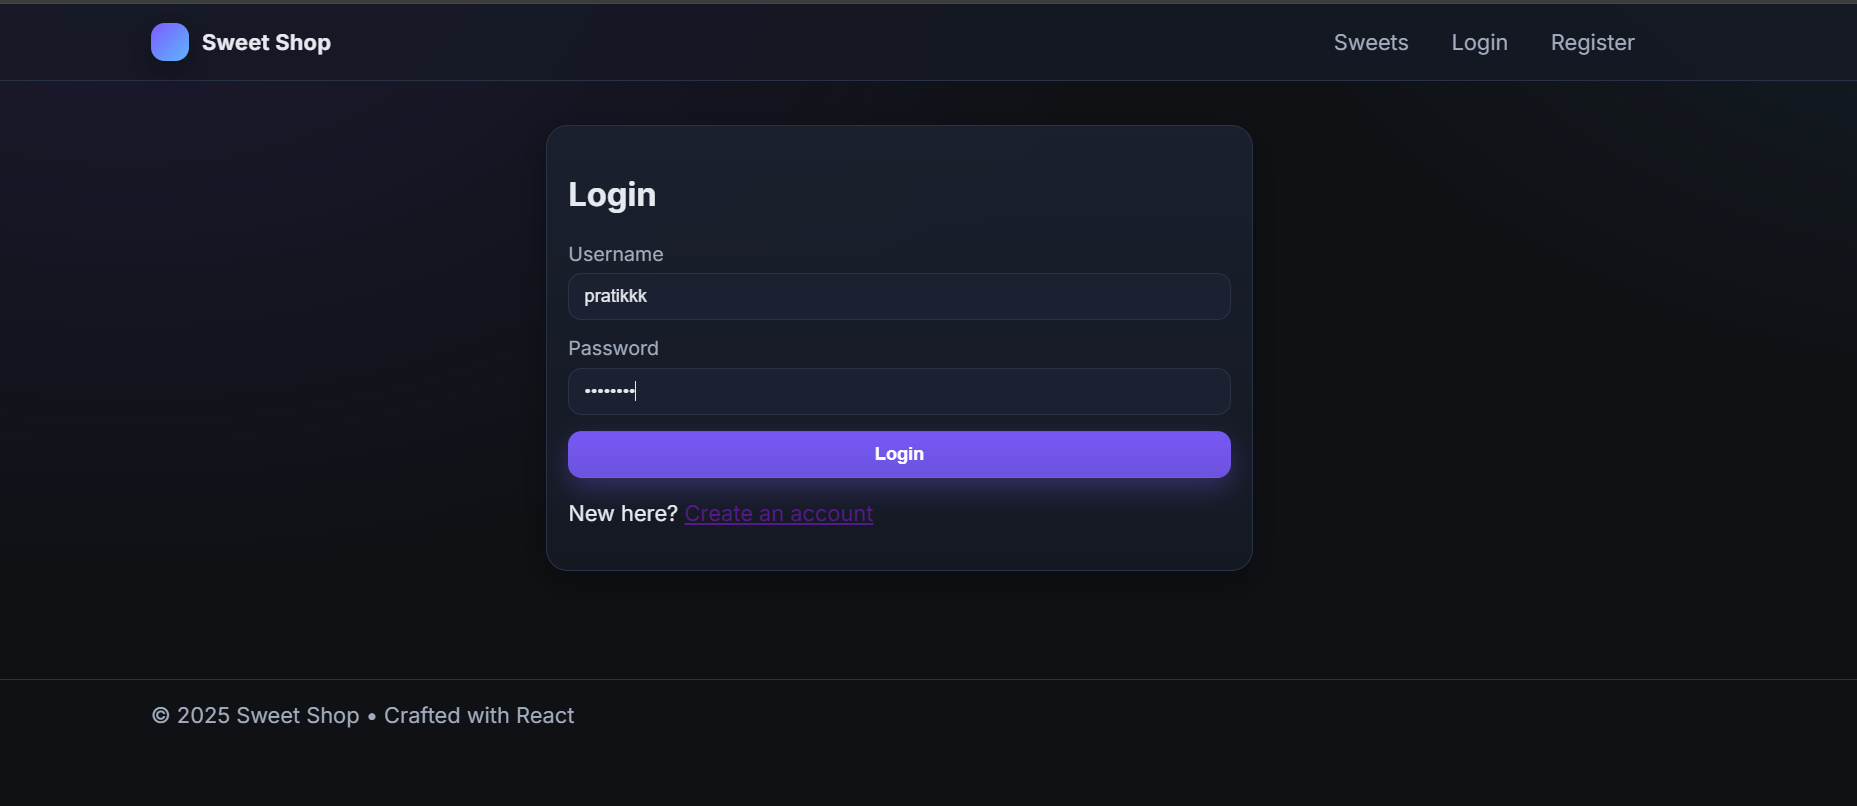 Sweet Shop
Sweets Login Register
Login
Username
pratikkk
Password
••••••••
Login
New here? Create an account
© 2025 Sweet Shop • Crafted with React